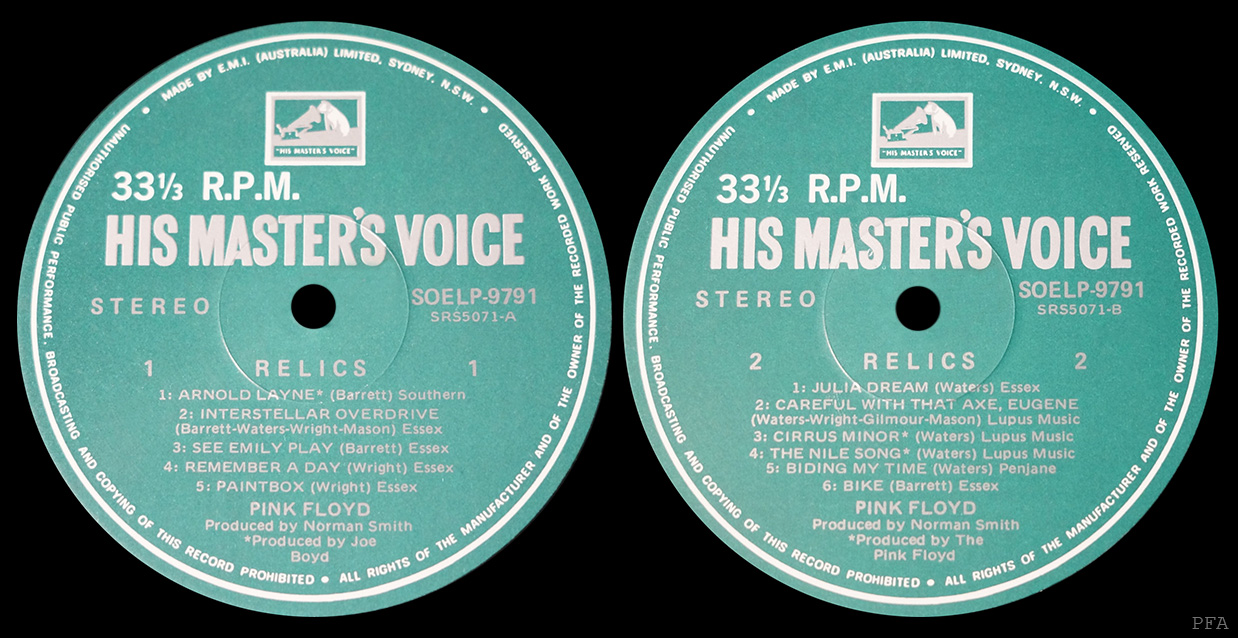 MADE BY E.M.I. (AUSTRALIA) LIMITED, SYDNEY. N.S.W.
"HIS MASTER'S VOICE"
33⅓ R.P.M.
HIS MASTER'S VOICE
STEREO
SOELP-9791
SRS5071-A
1 RELICS 1
1: ARNOLD LAYNE* (Barrett) Southern
2: INTERSTELLAR OVERDRIVE
(Barrett-Waters-Wright-Mason) Essex
3: SEE EMILY PLAY (Barrett) Essex
4: REMEMBER A DAY (Wright) Essex
5: PAINTBOX (Wright) Essex
PINK FLOYD
Produced by Norman Smith
*Produced by Joe
Boyd
UNAUTHORISED PUBLIC PERFORMANCE. BROADCASTING AND COPYING OF THIS RECORD PROHIBITED • ALL RIGHTS OF THE MANUFACTURER AND OF THE OWNER OF THE RECORDED WORK RESERVED
MADE BY E.M.I. (AUSTRALIA) LIMITED, SYDNEY. N.S.W.
"HIS MASTER'S VOICE"
33⅓ R.P.M.
HIS MASTER'S VOICE
STEREO
SOELP-9791
SRS5071-B
2 RELICS 2
1: JULIA DREAM (Waters) Essex
2: CAREFUL WITH THAT AXE, EUGENE
(Waters-Wright-Gilmour-Mason) Lupus Music
3: CIRRUS MINOR* (Waters) Lupus Music
4: THE NILE SONG* (Waters) Lupus Music
5: BIDING MY TIME (Waters) Penjane
6: BIKE (Barrett) Essex
PINK FLOYD
Produced by Norman Smith
*Produced by The
Pink Floyd
UNAUTHORISED PUBLIC PERFORMANCE. BROADCASTING AND COPYING OF THIS RECORD PROHIBITED • ALL RIGHTS OF THE MANUFACTURER AND OF THE OWNER OF THE RECORDED WORK RESERVED
PFA